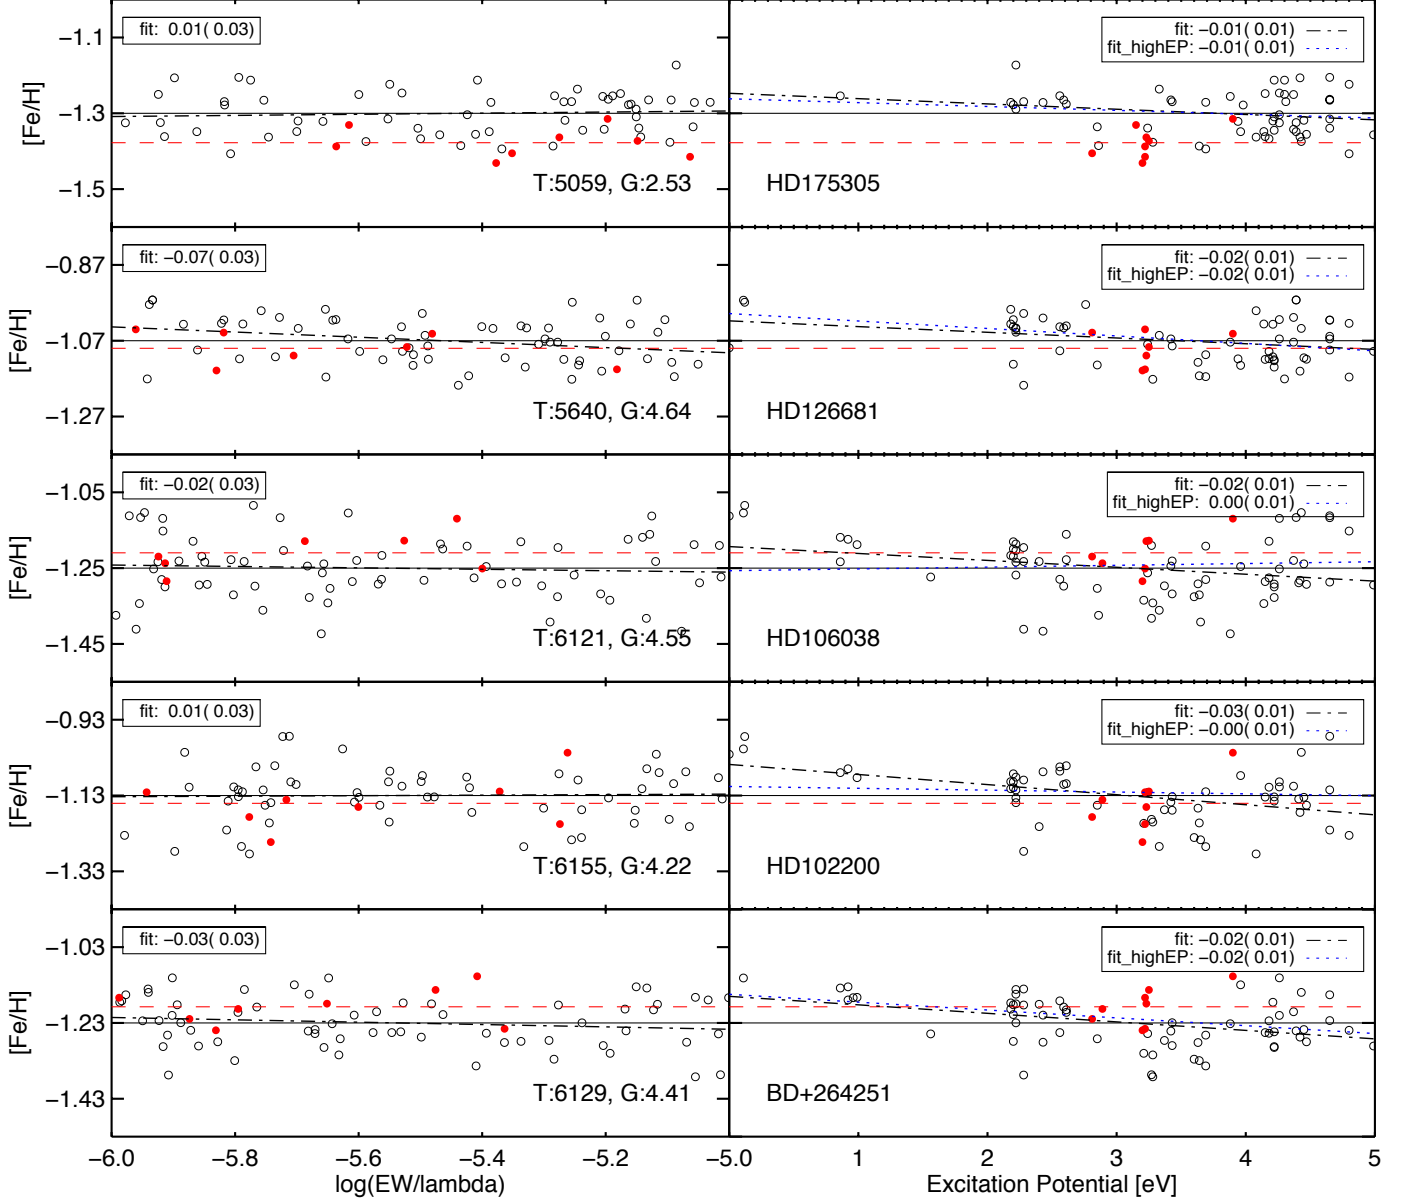 −1.1
−1.3
−1.5
[Fe/H]
fit: 0.01( 0.03)
T:5059, G:2.53
fit: −0.01( 0.01)
fit_highEP: −0.01( 0.01)
HD175305
−0.87
−1.07
−1.27
[Fe/H]
fit: −0.07( 0.03)
T:5640, G:4.64
fit: −0.02( 0.01)
fit_highEP: −0.02( 0.01)
HD126681
−1.05
−1.25
−1.45
[Fe/H]
fit: −0.02( 0.03)
T:6121, G:4.55
fit: −0.02( 0.01)
fit_highEP: 0.00( 0.01)
HD106038
−0.93
−1.13
−1.33
[Fe/H]
fit: 0.01( 0.03)
T:6155, G:4.22
fit: −0.03( 0.01)
fit_highEP: −0.00( 0.01)
HD102200
−1.03
−1.23
−1.43
[Fe/H]
fit: −0.03( 0.03)
T:6129, G:4.41
fit: −0.02( 0.01)
fit_highEP: −0.02( 0.01)
BD+264251
−6.0 −5.8 −5.6 −5.4 −5.2 −5.0 1 2 3 4 5
log(EW/lambda) Excitation Potential [eV]